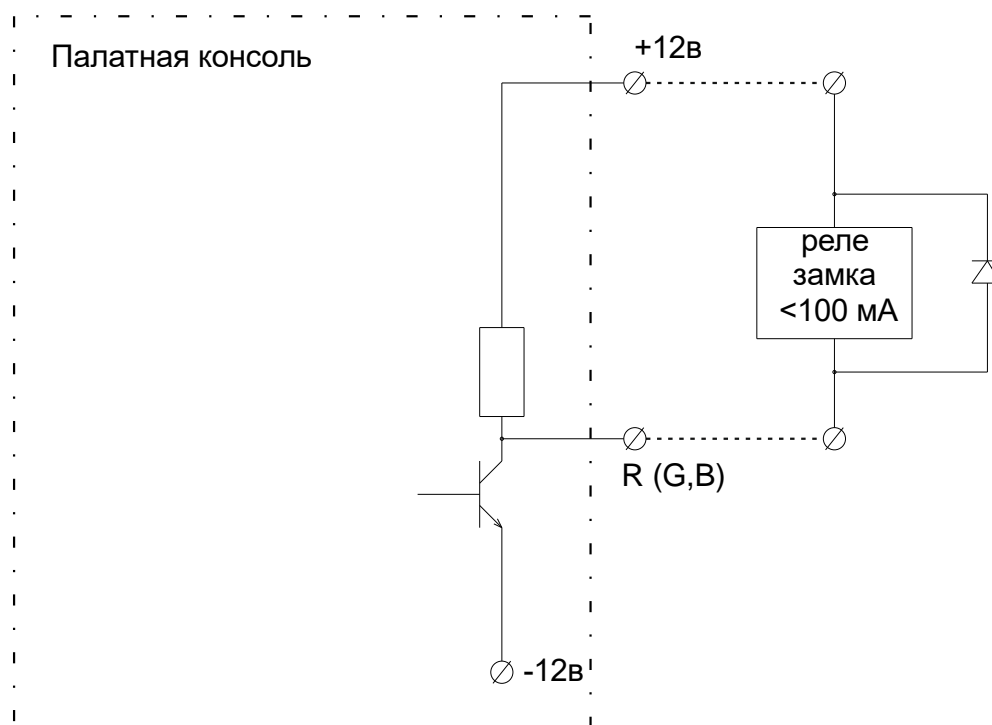 Палатная консоль
+12в
реле
замка
<100 мА
R (G,B)
-12в